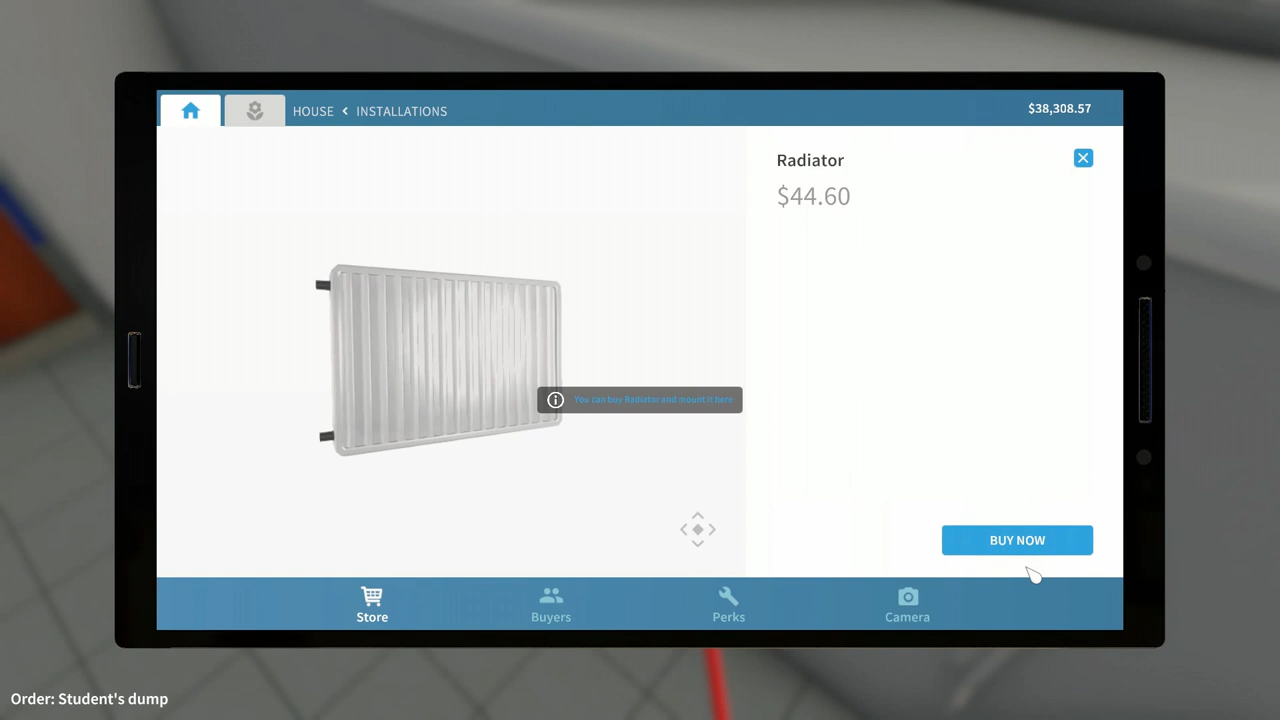 HOUSE < INSTALLATIONS
$38,308.57
Radiator
$44.60
You can buy Radiator and mount it here
BUY NOW
Store
Buyers
Perks
Camera
Order: Student's dump